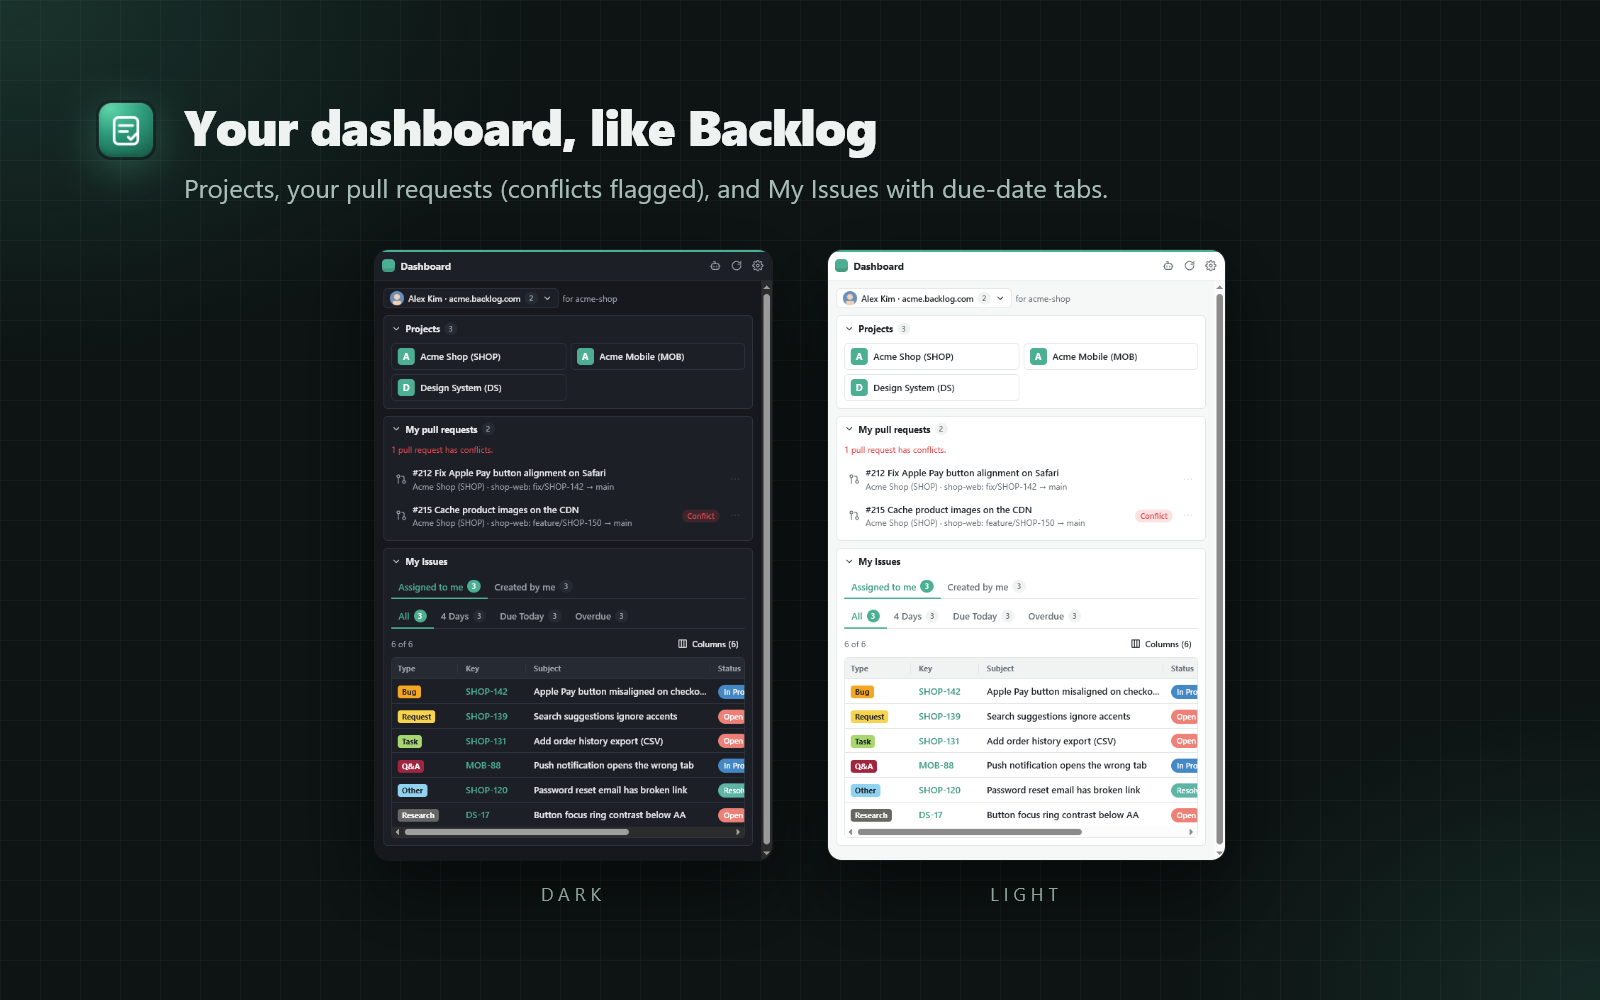 Your dashboard, like Backlog
Projects, your pull requests (conflicts flagged), and My Issues with due-date tabs.
Dashboard
Alex Kim · acme.backlog.com 2 for acme-shop
Projects 3
A Acme Shop (SHOP) A Acme Mobile (MOB)
D Design System (DS)
My pull requests 2
1 pull request has conflicts.
#212 Fix Apple Pay button alignment on Safari
Acme Shop (SHOP) · shop-web: fix/SHOP-142 → main
#215 Cache product images on the CDN
Acme Shop (SHOP) · shop-web: feature/SHOP-150 → main
Conflict
My Issues
Assigned to me 3 Created by me 3
All 3 4 Days 3 Due Today 3 Overdue 3
6 of 6 Columns (6)
Type Key Subject Status
Bug SHOP-142 Apple Pay button misaligned on checko... In Pro
Request SHOP-139 Search suggestions ignore accents Open
Task SHOP-131 Add order history export (CSV) Open
Q&A MOB-88 Push notification opens the wrong tab In Pro
Other SHOP-120 Password reset email has broken link Resolv
Research DS-17 Button focus ring contrast below AA Open
DARK
Dashboard
Alex Kim · acme.backlog.com 2 for acme-shop
Projects 3
A Acme Shop (SHOP) A Acme Mobile (MOB)
D Design System (DS)
My pull requests 2
1 pull request has conflicts.
#212 Fix Apple Pay button alignment on Safari
Acme Shop (SHOP) · shop-web: fix/SHOP-142 → main
#215 Cache product images on the CDN
Acme Shop (SHOP) · shop-web: feature/SHOP-150 → main
Conflict
My Issues
Assigned to me 3 Created by me 3
All 3 4 Days 3 Due Today 3 Overdue 3
6 of 6 Columns (6)
Type Key Subject Status
Bug SHOP-142 Apple Pay button misaligned on checko... In Pro
Request SHOP-139 Search suggestions ignore accents Open
Task SHOP-131 Add order history export (CSV) Open
Q&A MOB-88 Push notification opens the wrong tab In Pro
Other SHOP-120 Password reset email has broken link Resolv
Research DS-17 Button focus ring contrast below AA Open
LIGHT